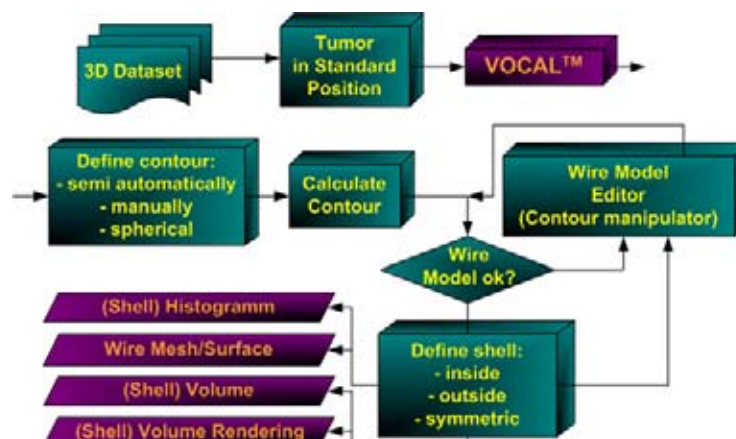 3D Dataset
Tumor
in Standard
Position
VOCAL™
Define contour:
- semi automatically
- manually
- spherical
Calculate
Contour
Wire Model
Editor
(Contour manipulator)
Wire
Model ok?
(Shell) Histogramm
Wire Mesh/Surface
(Shell) Volume
(Shell) Volume Rendering
Define shell:
- inside
- outside
- symmetric